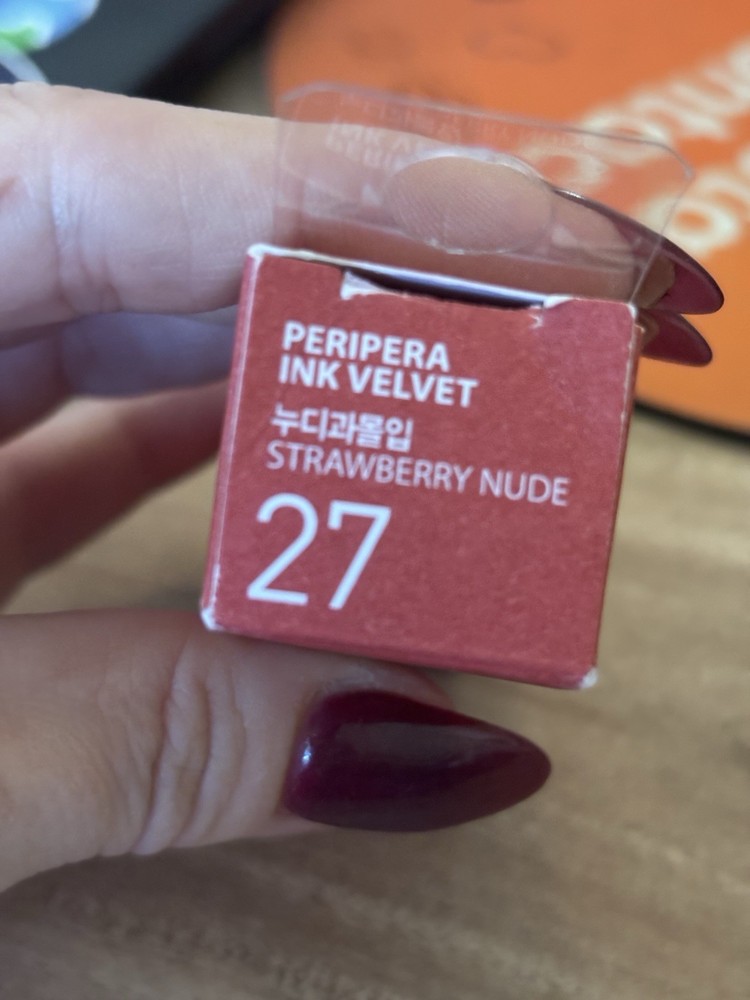 PERIPERA
INK VELVET
누디과몰입
STRAWBERRY NUDE
27